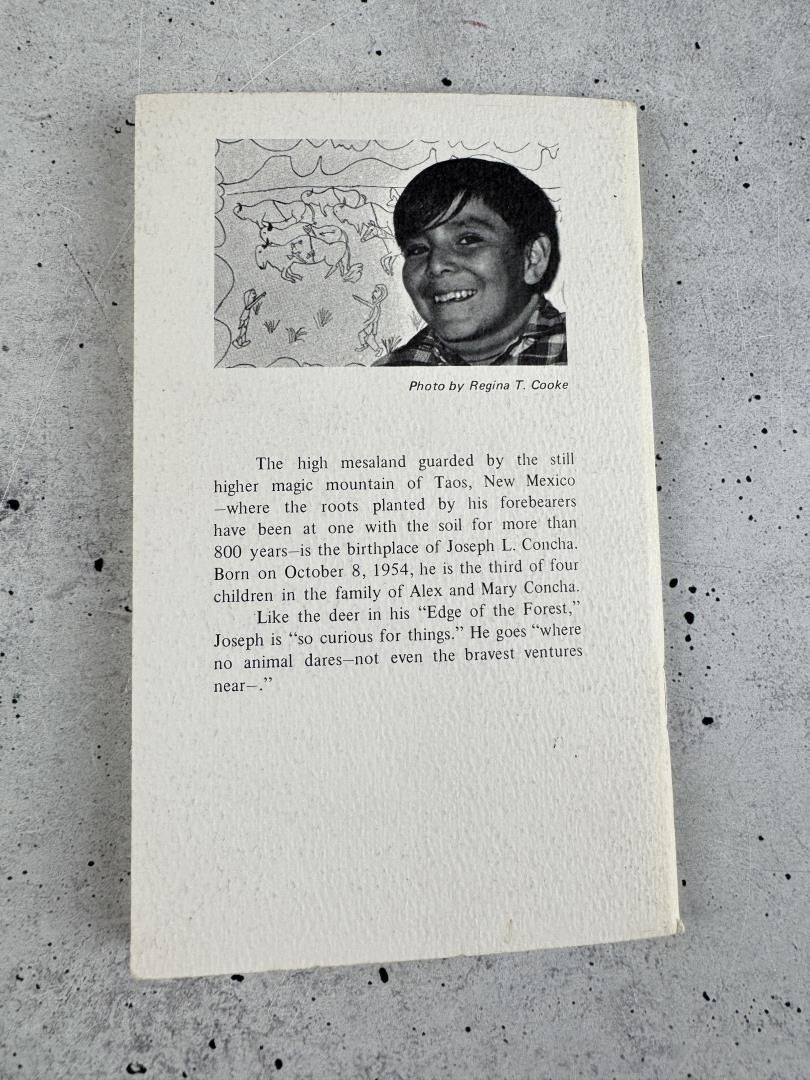 Photo by Regina T. Cooke
The high mesaland guarded by the still
higher magic mountain of Taos, New Mexico
—where the roots planted by his forebearers
have been at one with the soil for more than
800 years—is the birthplace of Joseph L. Concha.
Born on October 8, 1954, he is the third of four
children in the family of Alex and Mary Concha.
Like the deer in his “Edge of the Forest,”
Joseph is “so curious for things.” He goes “where
no animal dares—not even the bravest ventures
near—.”